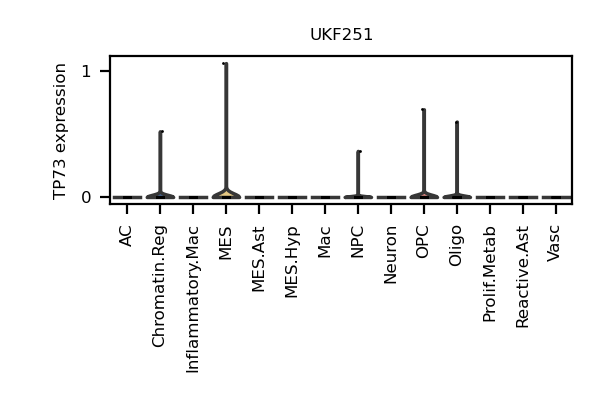 UKF251
TP73 expression
1
0
AC
Chromatin.Reg
Inflammatory.Mac
MES
MES.Ast
MES.Hyp
Mac
NPC
Neuron
OPC
Oligo
Prolif.Metab
Reactive.Ast
Vasc